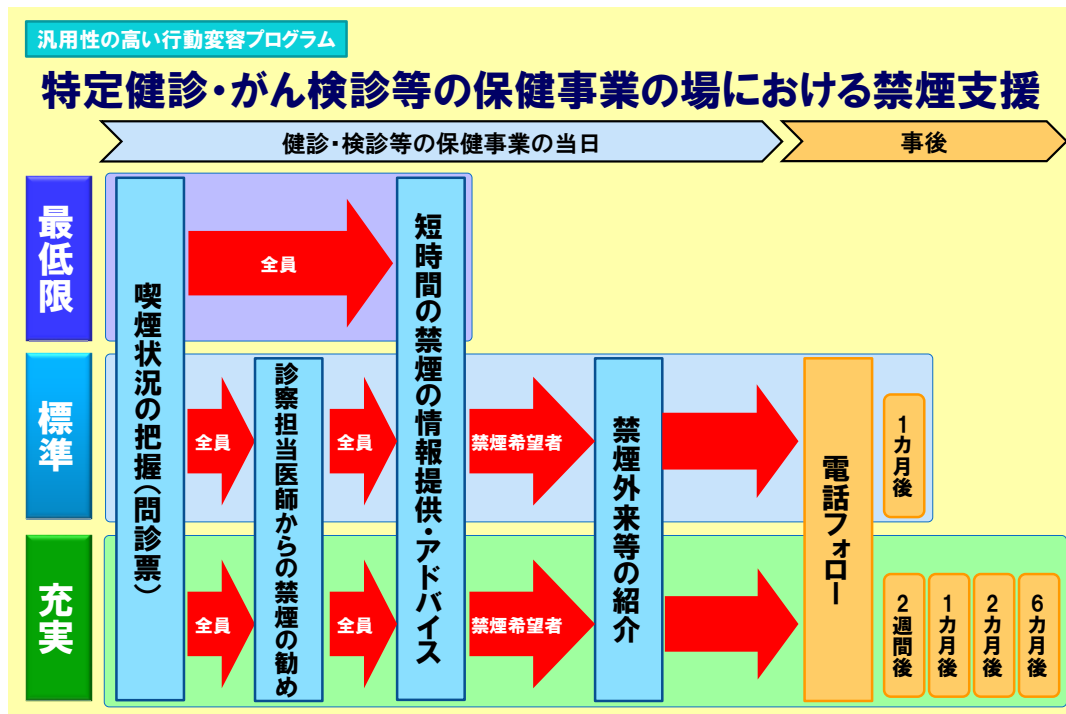 汎用性の高い行動変容プログラム
特定健診・がん検診等の保健事業の場における禁煙支援
健診・検診等の保健事業の当日
事後
最低限
喫煙状況の把握(問診票)
全員
短時間の禁煙の情報提供・アドバイス
標準
全員
診察担当医師からの禁煙の勧め
全員
禁煙希望者
禁煙外来等の紹介
電話フォロー
1カ月後
充実
全員
全員
禁煙希望者
2週間後
1カ月後
2カ月後
6カ月後